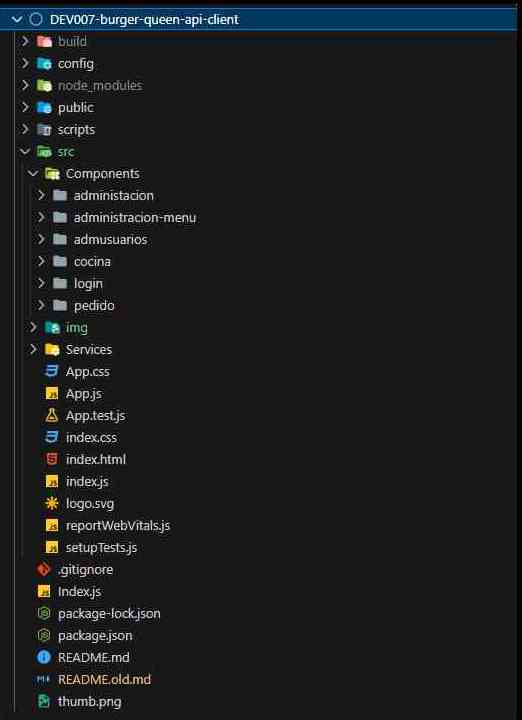 DEV007-burger-queen-api-client
build
config
node_modules
public
scripts
src
Components
administacion
administracion-menu
admusuarios
cocina
login
pedido
img
Services
App.css
App.js
App.test.js
index.css
index.html
index.js
logo.svg
reportWebVitals.js
setupTests.js
.gitignore
Index.js
package-lock.json
package.json
README.md
README.old.md
thumb.png